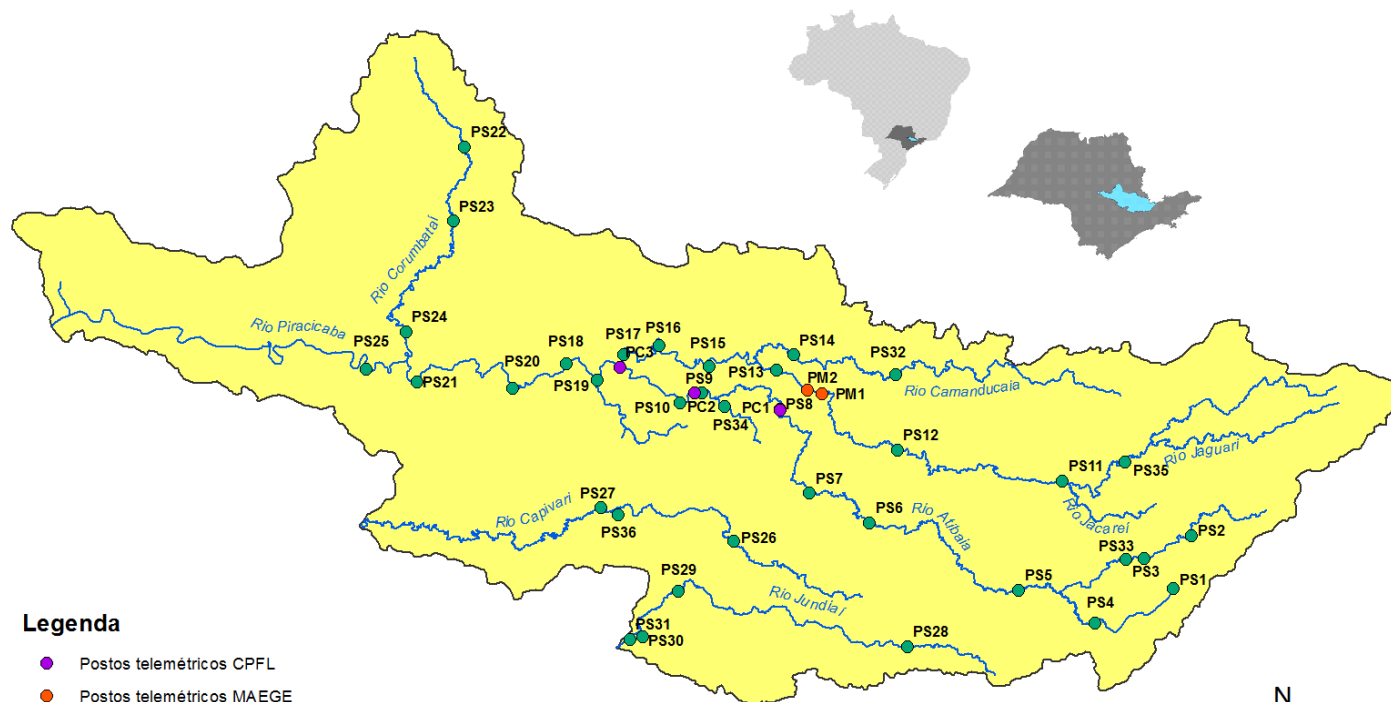 PS22
PS23
Rio Corumbataí
PS24
Rio Piracicaba
PS25
PS21
PS20
PS18
PS19
PS17
PC3
PS16
PS15
PS13
PS14
PS32
Rio Camanducaia
PM2
PM1
PS9
PS10
PC2
PS34
PC1
PS8
PS12
PS11
PS35
Rio Jaguari
Rio Jacareí
PS7
PS6
Rio Atibaia
PS2
PS33
PS3
PS1
PS5
PS4
PS27
PS36
Rio Capivari
PS26
PS29
Rio Jundiaí
PS28
PS31
PS30
Legenda
Postos telemétricos CPFL
Postos telemétricos MAEGE
N